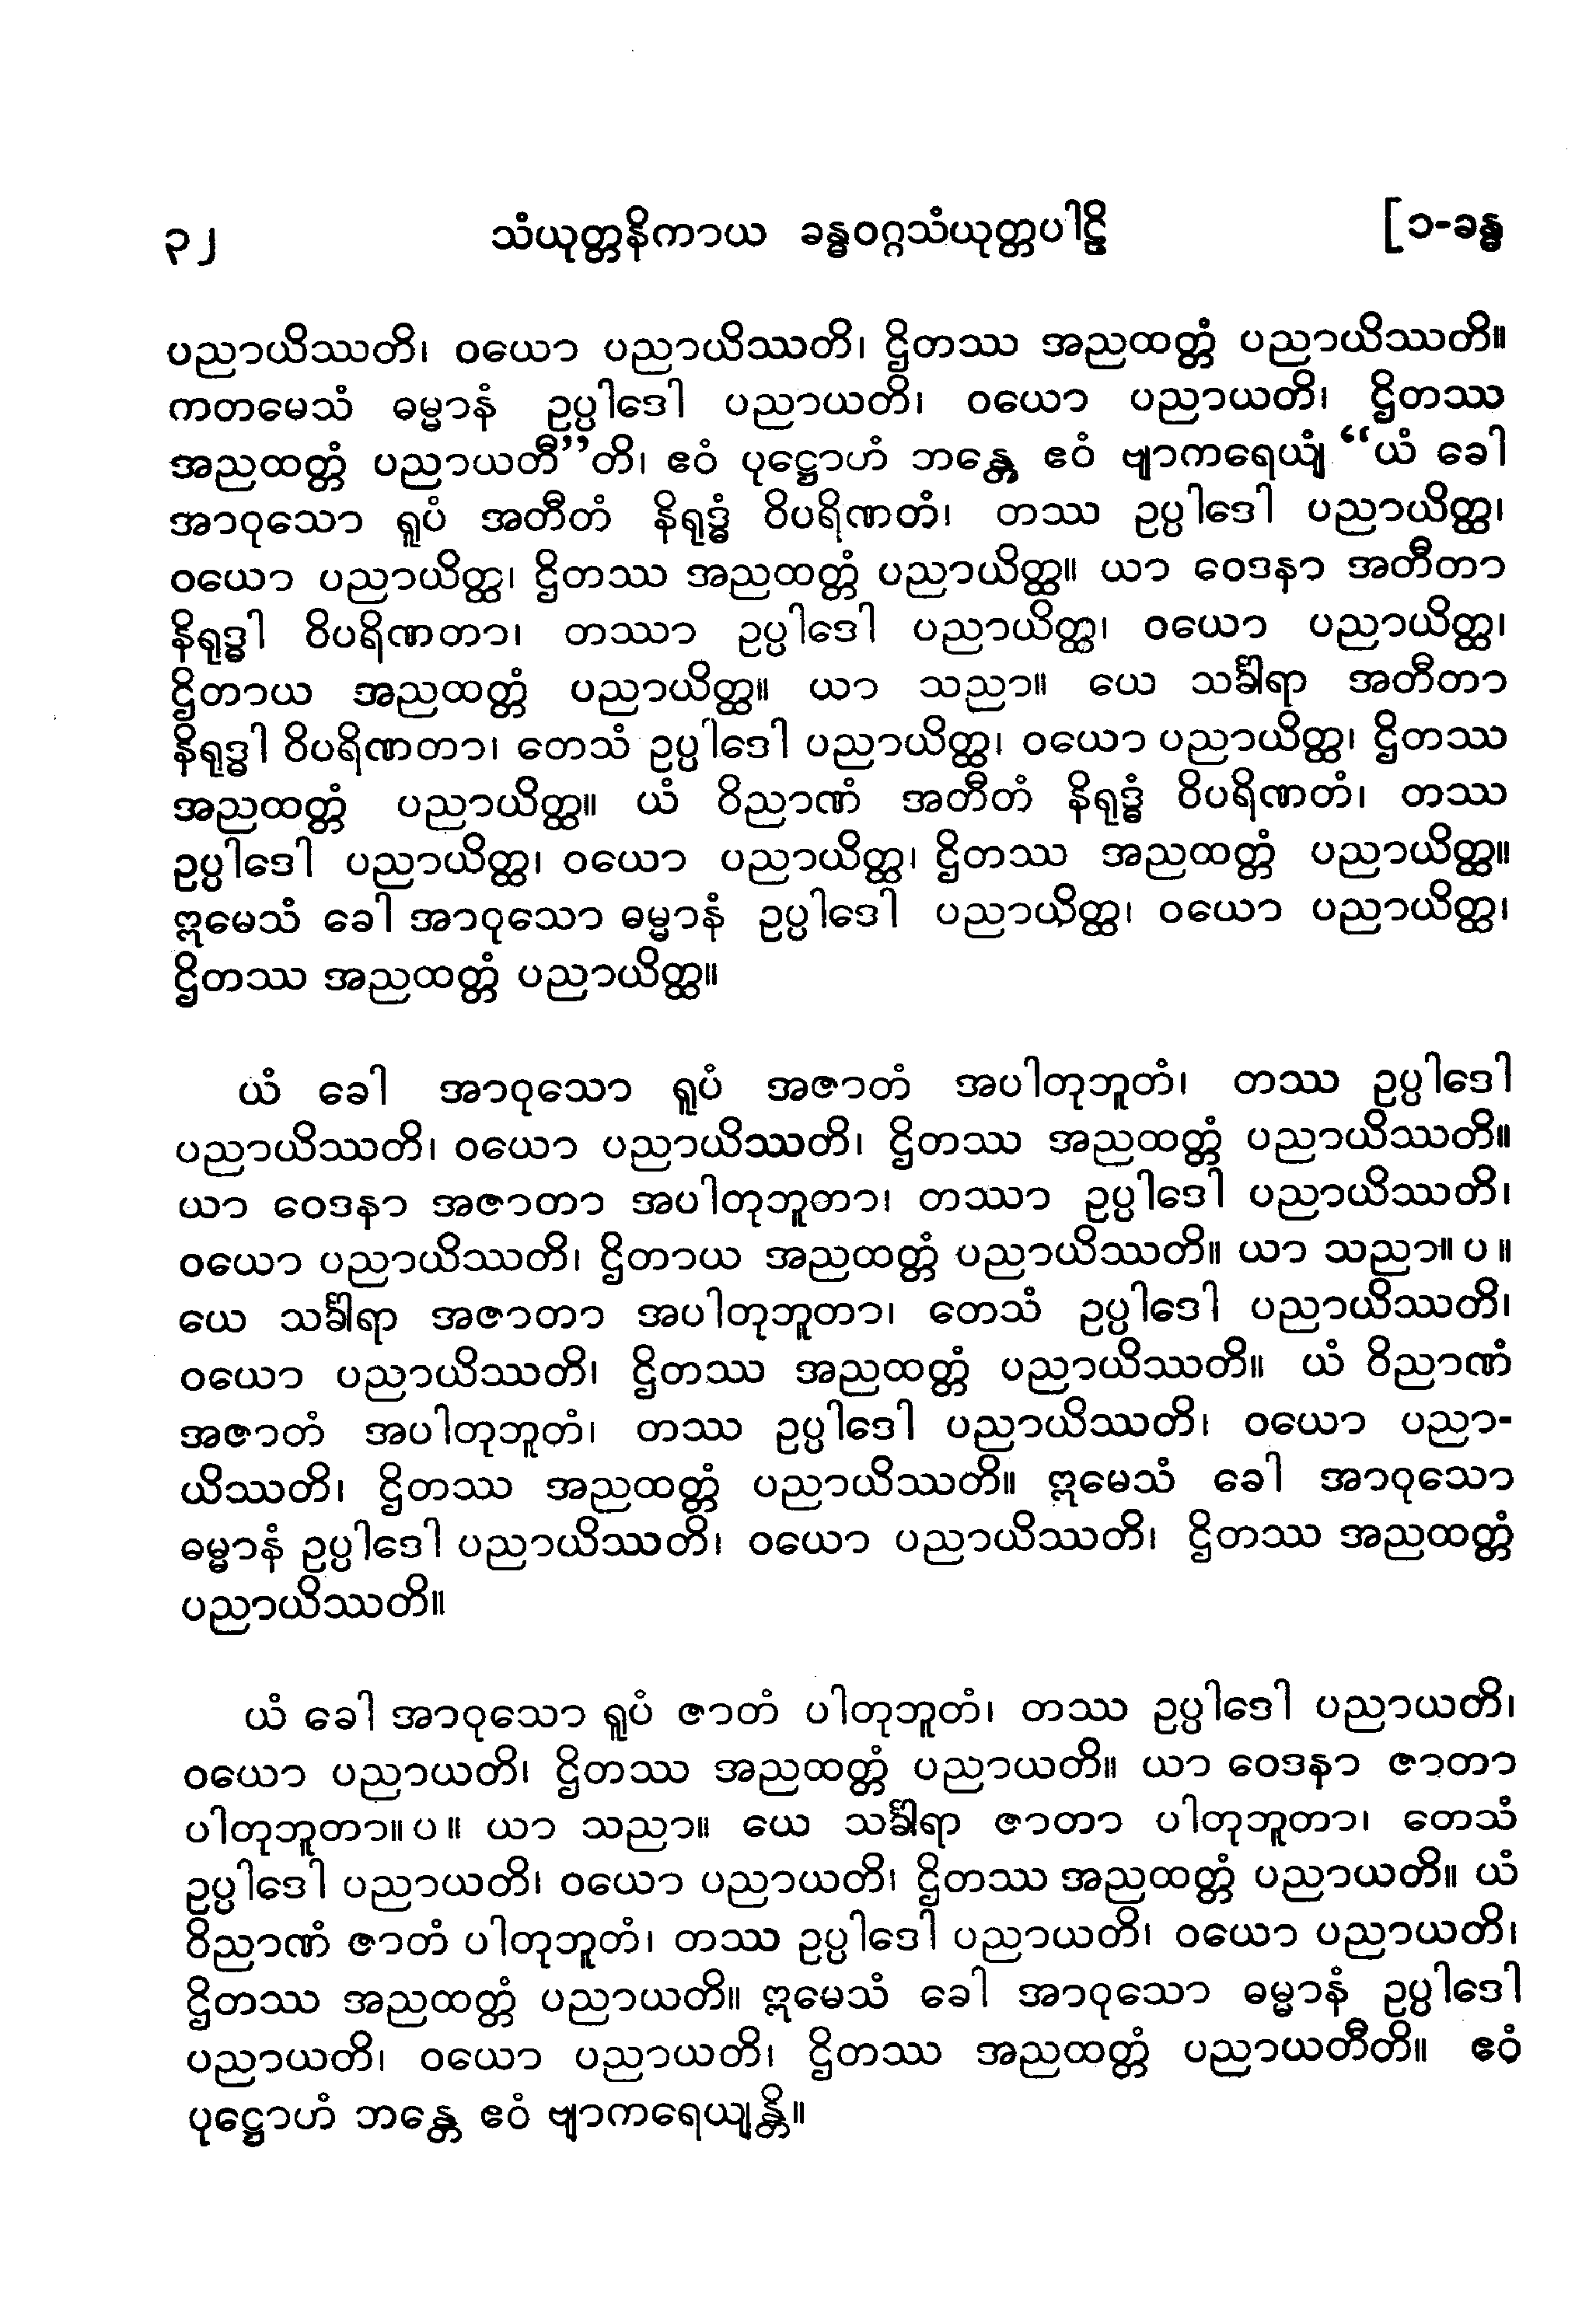 ၃၂ သံယုတ္တနိကာယ ခန္ဓဝဂ္ဂသံယုတ္တပါဠိ [၁-ခန္ဓ
ပညာယိဿတိ၊ ဝယော ပညာယိဿတိ၊ ဌိတဿ အညထတ္တံ ပညာယိဿတိ။
ကတမေသံ ဓမ္မာနံ ဥပ္ပါဒေါ ပညာယတိ၊ ဝယော ပညာယတိ၊ ဌိတဿ
အညထတ္တံ ပညာယတီ”တိ၊ ဧဝံ ပုဋ္ဌောဟံ ဘန္တေ ဧဝံ ဗျာကရေယျံ “ယံ ခေါ
အာဝုသော ရူပံ အတီတံ နိရုဒ္ဓံ ဝိပရိဏတံ၊ တဿ ဥပ္ပါဒေါ ပညာယိတ္ထ၊
ဝယော ပညာယိတ္ထ၊ ဌိတဿ အညထတ္တံ ပညာယိတ္ထ။ ယာ ဝေဒနာ အတီတာ
နိရုဒ္ဓါ ဝိပရိဏတာ၊ တဿာ ဥပ္ပါဒေါ ပညာယိတ္ထ၊ ဝယော ပညာယိတ္ထ၊
ဌိတာယ အညထတ္တံ ပညာယိတ္ထ။ ယာ သညာ။ ယေ သင်္ခါရာ အတီတာ
နိရုဒ္ဓါ ဝိပရိဏတာ၊ တေသံ ဥပ္ပါဒေါ ပညာယိတ္ထ၊ ဝယော ပညာယိတ္ထ၊ ဌိတဿ
အညထတ္တံ ပညာယိတ္ထ။ ယံ ဝိညာဏံ အတီတံ နိရုဒ္ဓံ ဝိပရိဏတံ၊ တဿ
ဥပ္ပါဒေါ ပညာယိတ္ထ၊ ဝယော ပညာယိတ္ထ၊ ဌိတဿ အညထတ္တံ ပညာယိတ္ထ။
ဣမေသံ ခေါ အာဝုသော ဓမ္မာနံ ဥပ္ပါဒေါ ပညာယိတ္ထ၊ ဝယော ပညာယိတ္ထ၊
ဌိတဿ အညထတ္တံ ပညာယိတ္ထ။
ယံ ခေါ အာဝုသော ရူပံ အဇာတံ အပါတုဘူတံ၊ တဿ ဥပ္ပါဒေါ
ပညာယိဿတိ၊ ဝယော ပညာယိဿတိ၊ ဌိတဿ အညထတ္တံ ပညာယိဿတိ။
ယာ ဝေဒနာ အဇာတာ အပါတုဘူတာ၊ တဿာ ဥပ္ပါဒေါ ပညာယိဿတိ၊
ဝယော ပညာယိဿတိ၊ ဌိတာယ အညထတ္တံ ပညာယိဿတိ။ ယာ သညာ။ ပ ။
ယေ သင်္ခါရာ အဇာတာ အပါတုဘူတာ၊ တေသံ ဥပ္ပါဒေါ ပညာယိဿတိ၊
ဝယော ပညာယိဿတိ၊ ဌိတဿ အညထတ္တံ ပညာယိဿတိ။ ယံ ဝိညာဏံ
အဇာတံ အပါတုဘူတံ၊ တဿ ဥပ္ပါဒေါ ပညာယိဿတိ၊ ဝယော ပညာ-
ယိဿတိ၊ ဌိတဿ အညထတ္တံ ပညာယိဿတိ။ ဣမေသံ ခေါ အာဝုသော
ဓမ္မာနံ ဥပ္ပါဒေါ ပညာယိဿတိ၊ ဝယော ပညာယိဿတိ၊ ဌိတဿ အညထတ္တံ
ပညာယိဿတိ။
ယံ ခေါ အာဝုသော ရူပံ ဇာတံ ပါတုဘူတံ၊ တဿ ဥပ္ပါဒေါ ပညာယတိ၊
ဝယော ပညာယတိ၊ ဌိတဿ အညထတ္တံ ပညာယတိ။ ယာ ဝေဒနာ ဇာတာ
ပါတုဘူတာ။ ပ ။ ယာ သညာ။ ယေ သင်္ခါရာ ဇာတာ ပါတုဘူတာ၊ တေသံ
ဥပ္ပါဒေါ ပညာယတိ၊ ဝယော ပညာယတိ၊ ဌိတဿ အညထတ္တံ ပညာယတိ။ ယံ
ဝိညာဏံ ဇာတံ ပါတုဘူတံ၊ တဿ ဥပ္ပါဒေါ ပညာယတိ၊ ဝယော ပညာယတိ၊
ဌိတဿ အညထတ္တံ ပညာယတိ။ ဣမေသံ ခေါ အာဝုသော ဓမ္မာနံ ဥပ္ပါဒေါ
ပညာယတိ၊ ဝယော ပညာယတိ၊ ဌိတဿ အညထတ္တံ ပညာယတီတိ။ ဧဝံ
ပုဋ္ဌောဟံ ဘန္တေ ဧဝံ ဗျာကရေယျန္တိ။